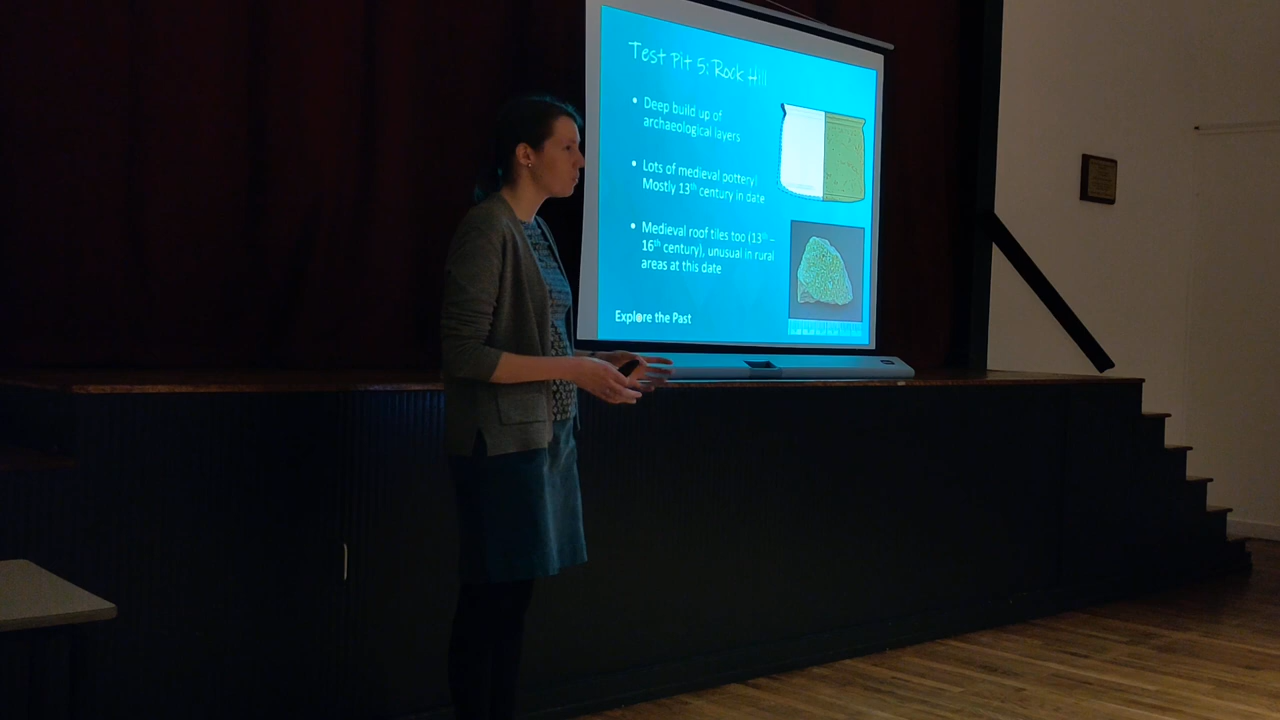 Test Pit 5: Rock Hill
• Deep build up of
archaeological layers
• Lots of medieval pottery!
Mostly 13th century in date
• Medieval roof tiles too (13th –
16th century), unusual in rural
areas at this date
Explore the Past